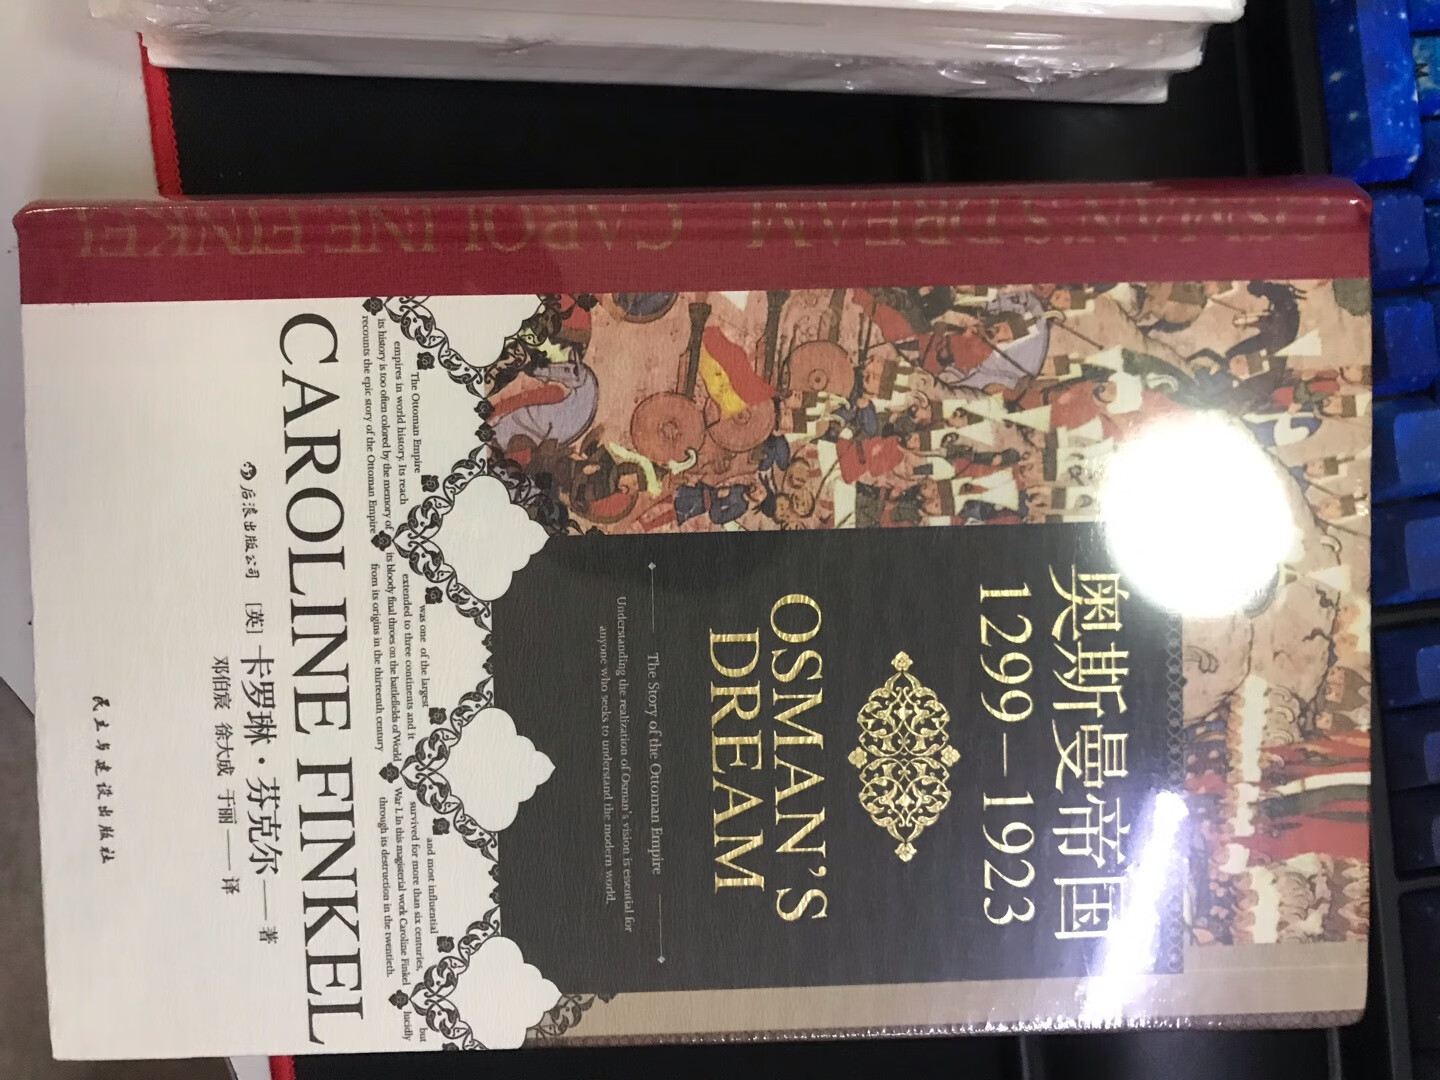 OSMAN'S DREAM CAROLINE FINKEL
奥斯曼帝国
1299–1923
OSMAN'S
DREAM
The Story of the Ottoman Empire
Understanding the realization of Osman's vision is essential for
anyone who seeks to understand the modern world.
The Ottoman Empire was one of the largest and most influential
empires in world history. Its reach extended to three continents and it survived for more than six centuries, but
its history is too often colored by the memory of its bloody final throes on the battlefields of World War I. In this magisterial work Caroline Finkel lucidly
recounts the epic story of the Ottoman Empire from its origins in the thirteenth century through its destruction in the twentieth.
CAROLINE FINKEL
后浪出版公司 [英] 卡罗琳·芬克尔——著
邓伯宸 徐大成 于丽——译
民主与建设出版社
M